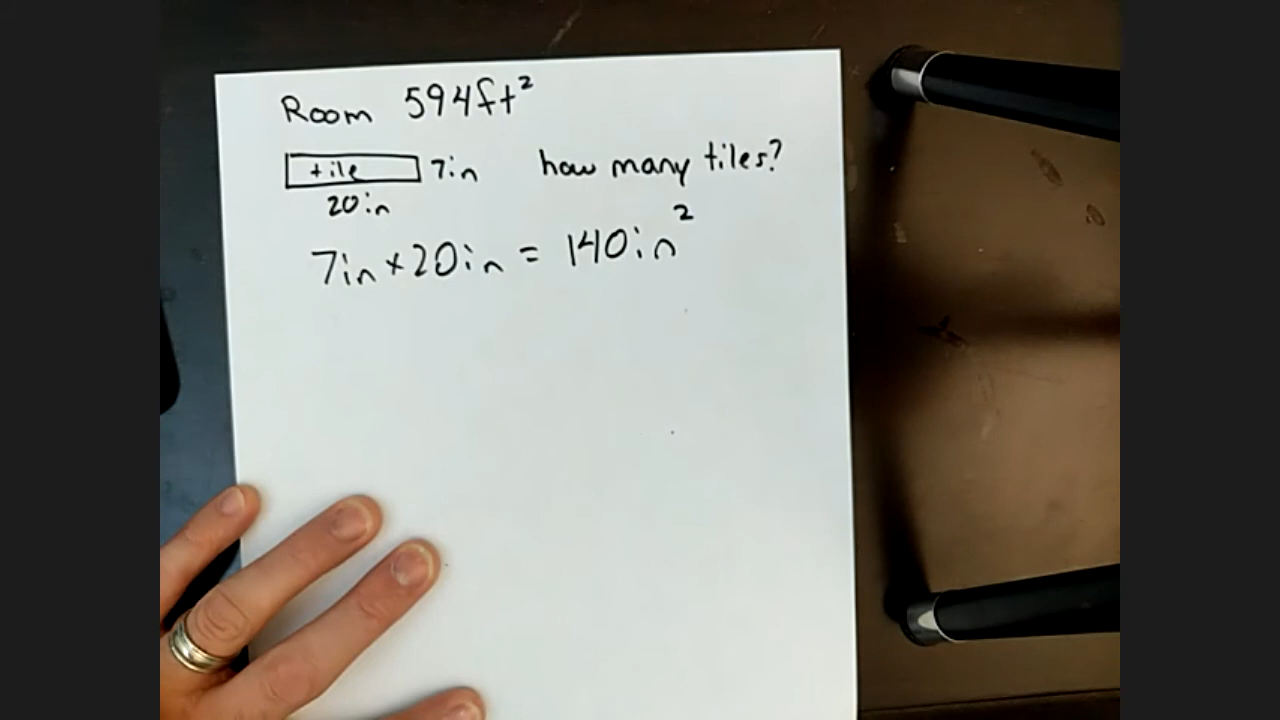 Room 594ft²
tile 7in how many tiles?
20in
7in × 20in = 140in²